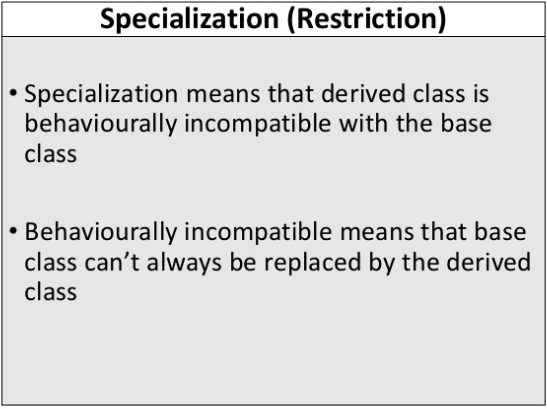 Specialization (Restriction)
• Specialization means that derived class is
behaviourally incompatible with the base
class
• Behaviourally incompatible means that base
class can’t always be replaced by the derived
class